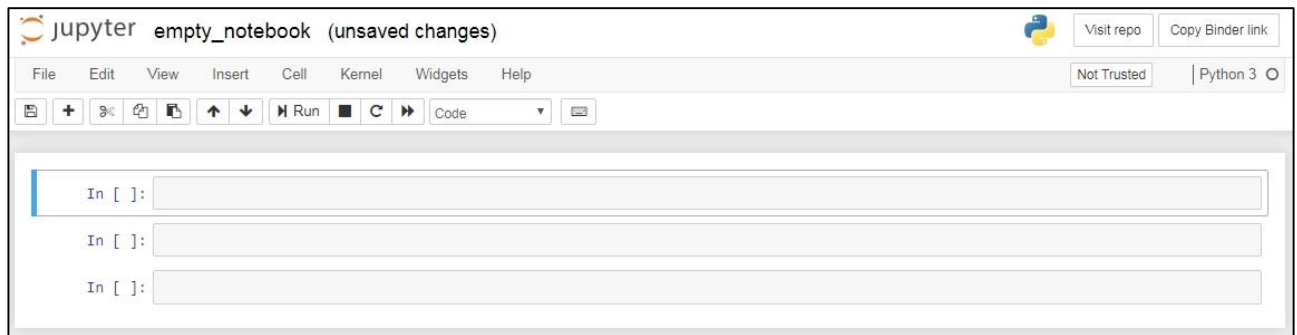 jupyter empty_notebook (unsaved changes) Visit repo Copy Binder link
File Edit View Insert Cell Kernel Widgets Help Not Trusted Python 3
Run Code
In [ ]:
In [ ]:
In [ ]: